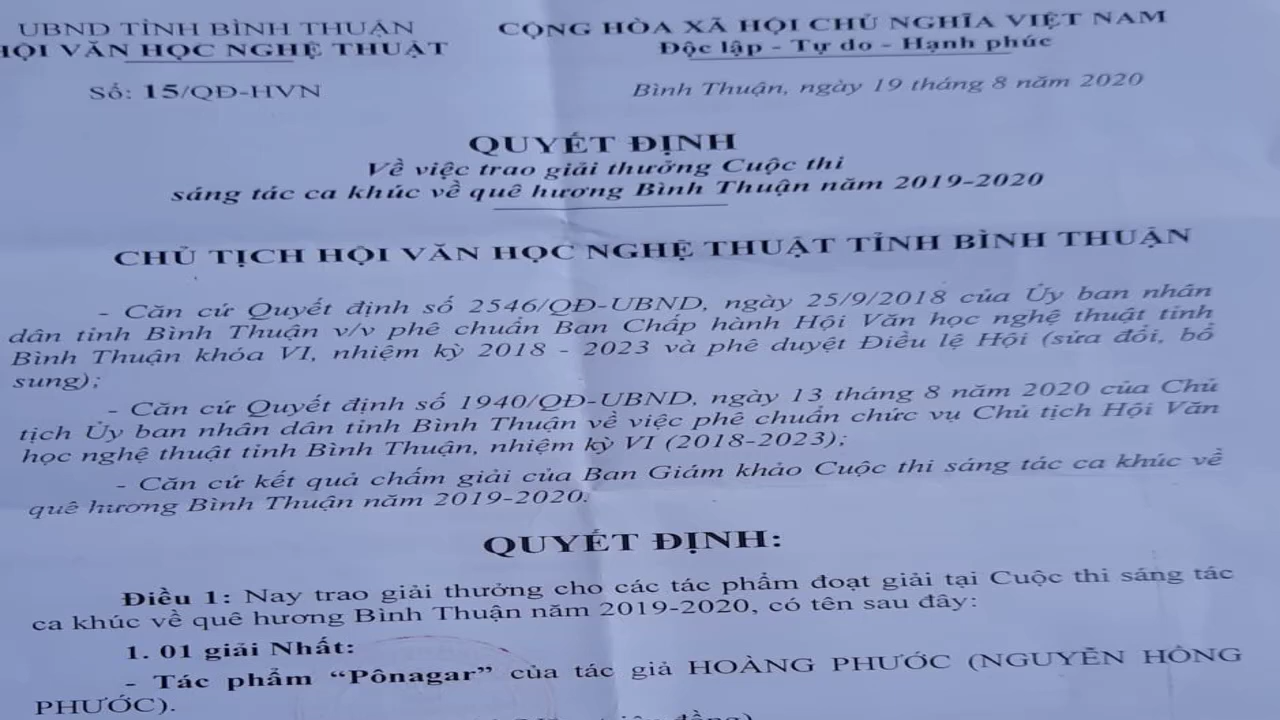 UBND TỈNH BÌNH THUẬN
HỘI VĂN HỌC NGHỆ THUẬT
CỘNG HÒA XÃ HỘI CHỦ NGHĨA VIỆT NAM
Độc lập - Tự do - Hạnh phúc
Số: 15/QĐ-HVN
Bình Thuận, ngày 19 tháng 8 năm 2020
QUYẾT ĐỊNH
Về việc trao giải thưởng Cuộc thi
sáng tác ca khúc về quê hương Bình Thuận năm 2019-2020
CHỦ TỊCH HỘI VĂN HỌC NGHỆ THUẬT TỈNH BÌNH THUẬN
- Căn cứ Quyết định số 2546/QĐ-UBND, ngày 25/9/2018 của Ủy ban nhân
dân tỉnh Bình Thuận v/v phê chuẩn Ban Chấp hành Hội Văn học nghệ thuật tỉnh
Bình Thuận khóa VI, nhiệm kỳ 2018 - 2023 và phê duyệt Điều lệ Hội (sửa đổi, bổ
sung);
- Căn cứ Quyết định số 1940/QĐ-UBND, ngày 13 tháng 8 năm 2020 của Chủ
tịch Ủy ban nhân dân tỉnh Bình Thuận về việc phê chuẩn chức vụ Chủ tịch Hội Văn
học nghệ thuật tỉnh Bình Thuận, nhiệm kỳ VI (2018-2023);
- Căn cứ kết quả chấm giải của Ban Giám khảo Cuộc thi sáng tác ca khúc về
quê hương Bình Thuận năm 2019-2020.
QUYẾT ĐỊNH:
Điều 1: Nay trao giải thưởng cho các tác phẩm đoạt giải tại Cuộc thi sáng tác
ca khúc về quê hương Bình Thuận năm 2019-2020, có tên sau đây:
1. 01 giải Nhất:
- Tác phẩm “Pônagar” của tác giả HOÀNG PHƯỚC (NGUYỄN HỒNG
PHƯỚC).